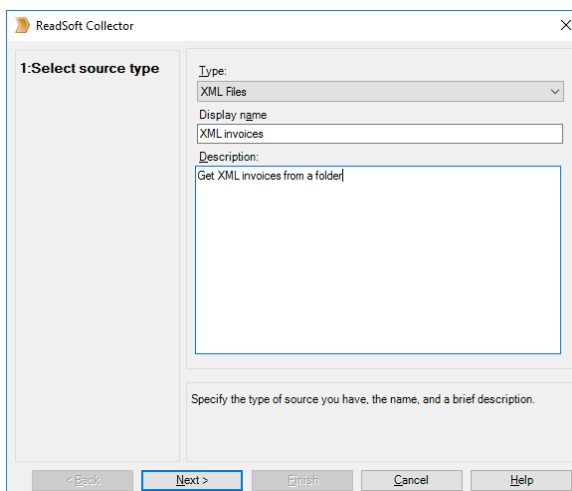 ReadSoft Collector
1:Select source type
Type:
XML Files
Display name
XML invoices
Description:
Get XML invoices from a folder
Specify the type of source you have, the name, and a brief description.
< Back
Next >
Finish
Cancel
Help